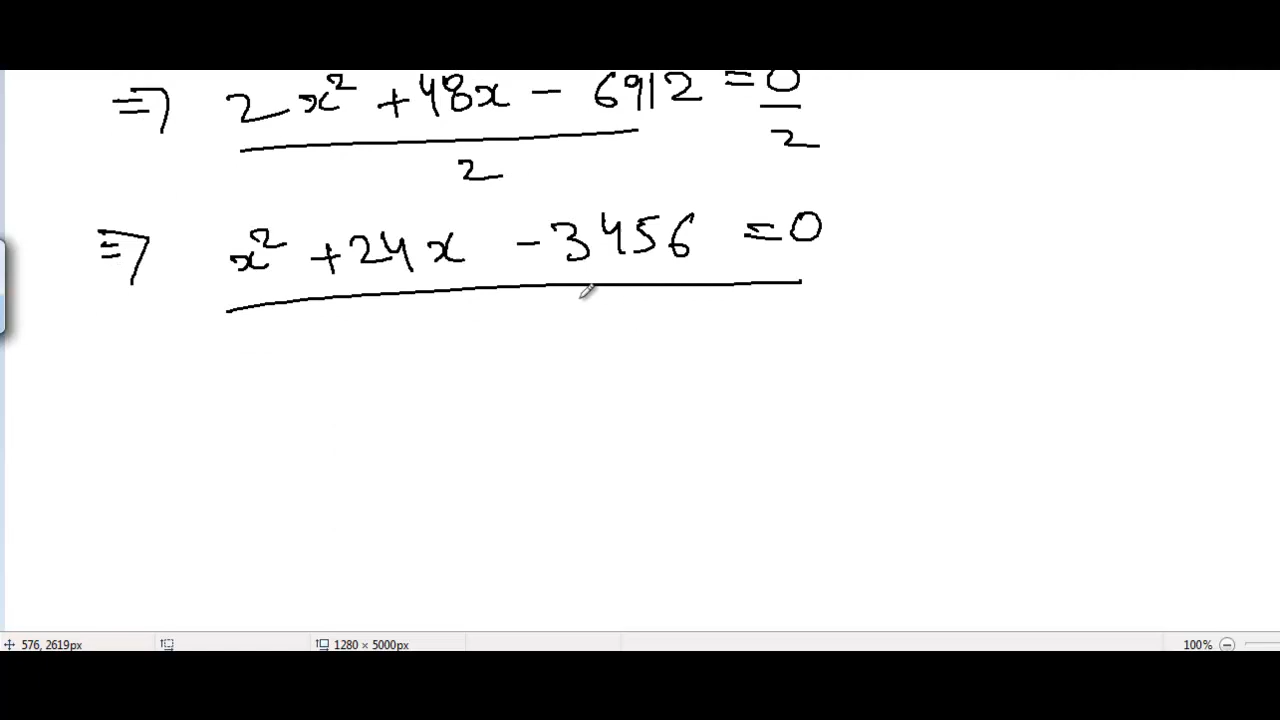 ⇒ 2x² + 48x - 6912 = 0
2 2
⇒ x² + 24x - 3456 = 0
576, 2619px 1280 × 5000px 100%